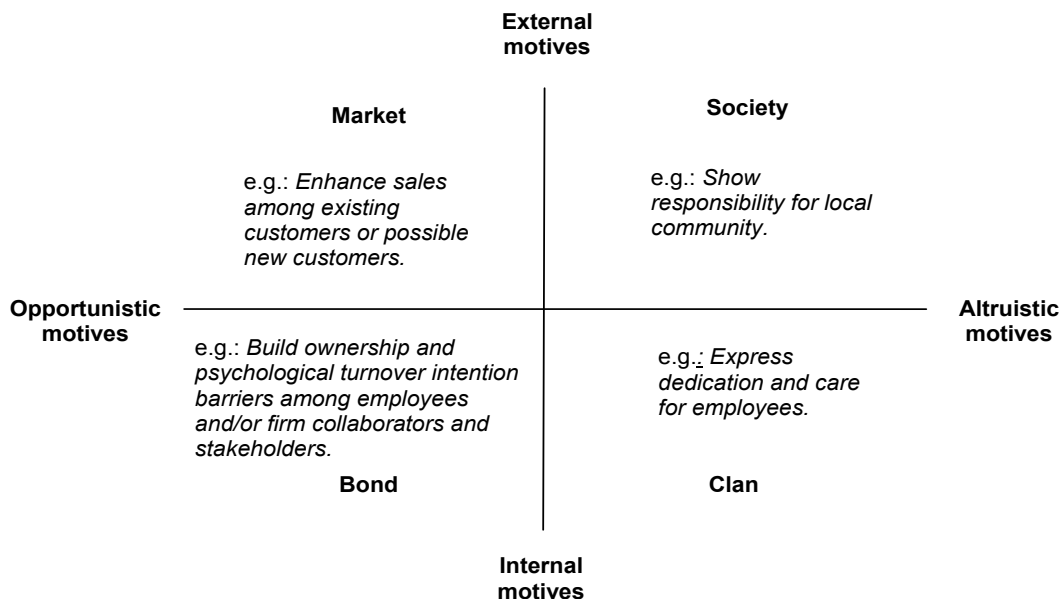 External
motives
Market
Society
e.g.: Enhance sales
among existing
customers or possible
new customers.
e.g.: Show
responsibility for local
community.
Opportunistic
motives
Altruistic
motives
e.g.: Build ownership and
psychological turnover intention
barriers among employees
and/or firm collaborators and
stakeholders.
e.g.: Express
dedication and care
for employees.
Bond
Clan
Internal
motives